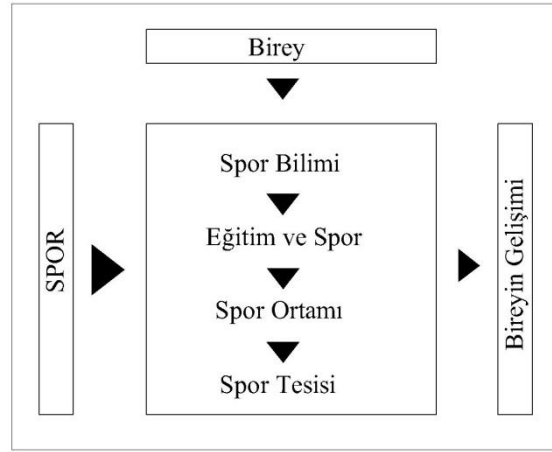 Birey
SPOR
Spor Bilimi
Eğitim ve Spor
Spor Ortamı
Spor Tesisi
Bireyin Gelişimi